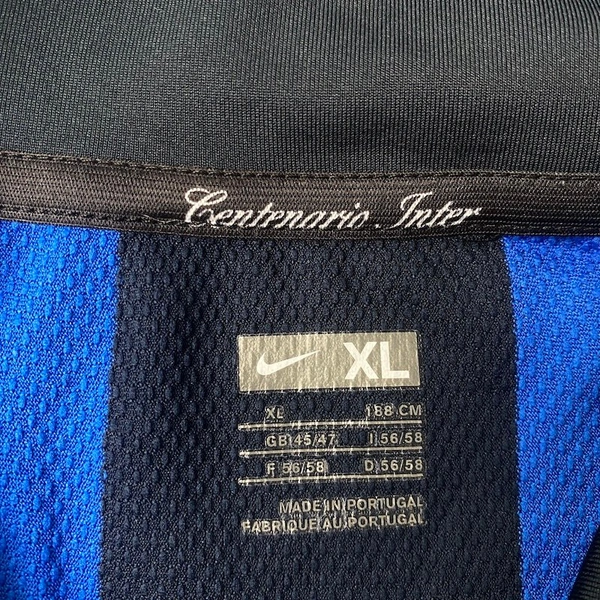 Centenario Inter
XL
XL 188 CM
GB 45/47 I 56/58
F 56/58 D 56/58
MADE IN PORTUGAL
FABRIQUE AU PORTUGAL